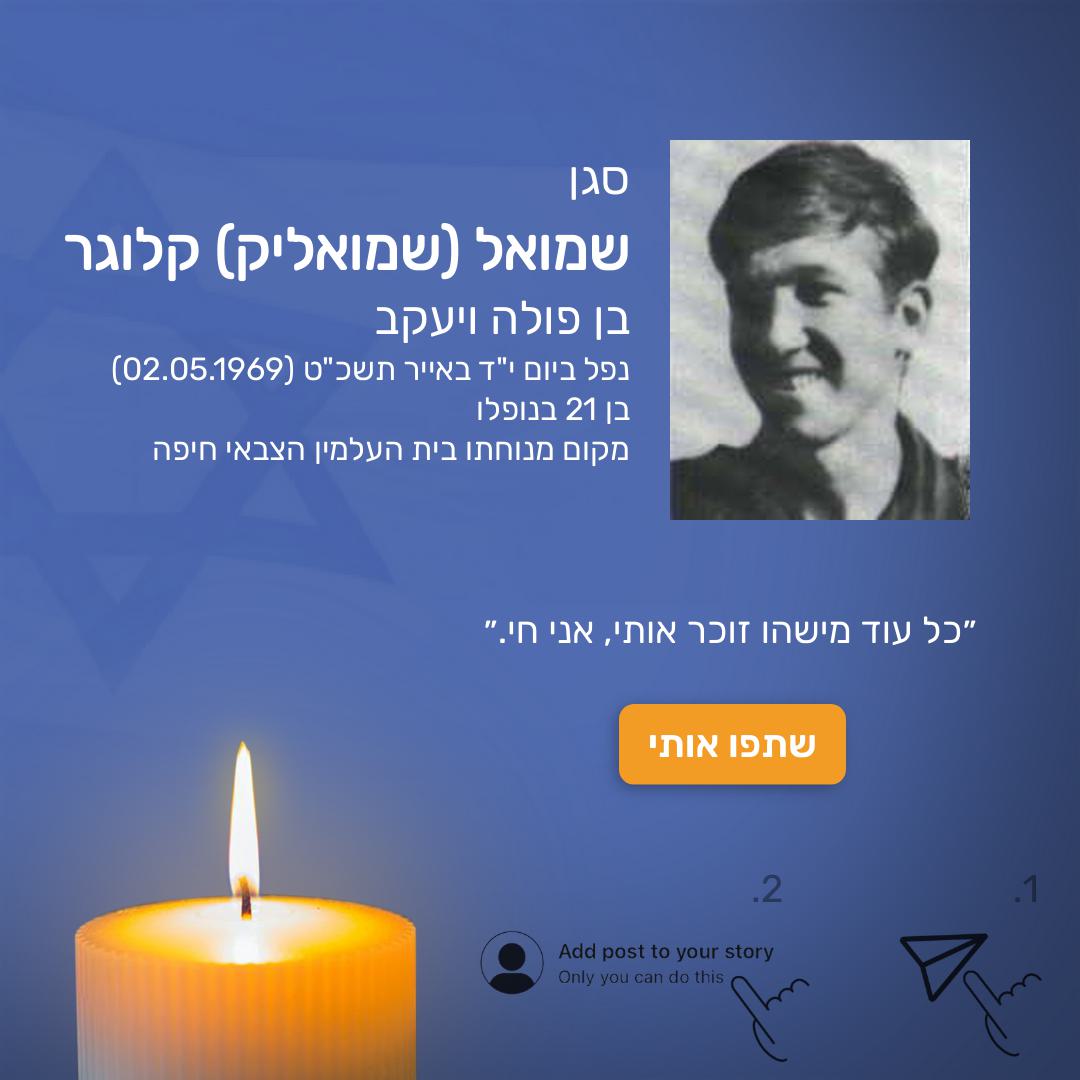 סגן
שמואל (שמואליק) קלוגר
בן פולה ויעקב
נפל ביום י"ד באייר תשכ"ט (02.05.1969)
בן 21 בנופלו
מקום מנוחתו בית העלמין הצבאי חיפה
״כל עוד מישהו זוכר אותי, אני חי.״
שתפו אותי
1.
2.
Add post to your story
Only you can do this